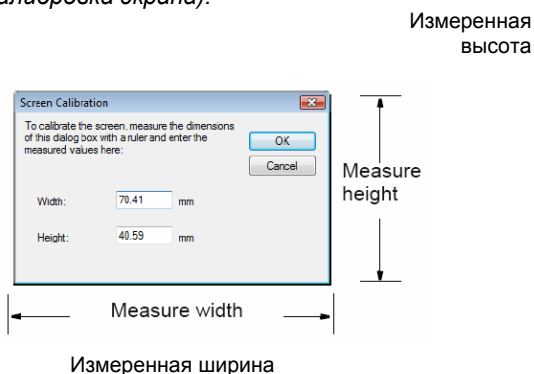 алибровки экрана).
Измеренная
высота
Screen Calibration
To calibrate the screen, measure the dimensions
of this dialog box with a ruler and enter the
measured values here:
OK
Cancel
Width: 70.41 mm
Height: 40.59 mm
Measure
height
Measure width
Измеренная ширина